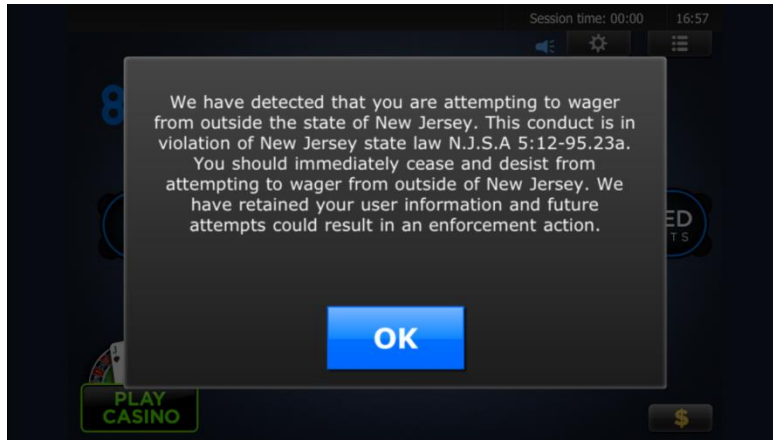 Session time: 00:00 16:57
8
We have detected that you are attempting to wager
from outside the state of New Jersey. This conduct is in
violation of New Jersey state law N.J.S.A 5:12-95.23a.
You should immediately cease and desist from
attempting to wager from outside of New Jersey. We
have retained your user information and future
attempts could result in an enforcement action.
OK
J
PLAY
CASINO
$